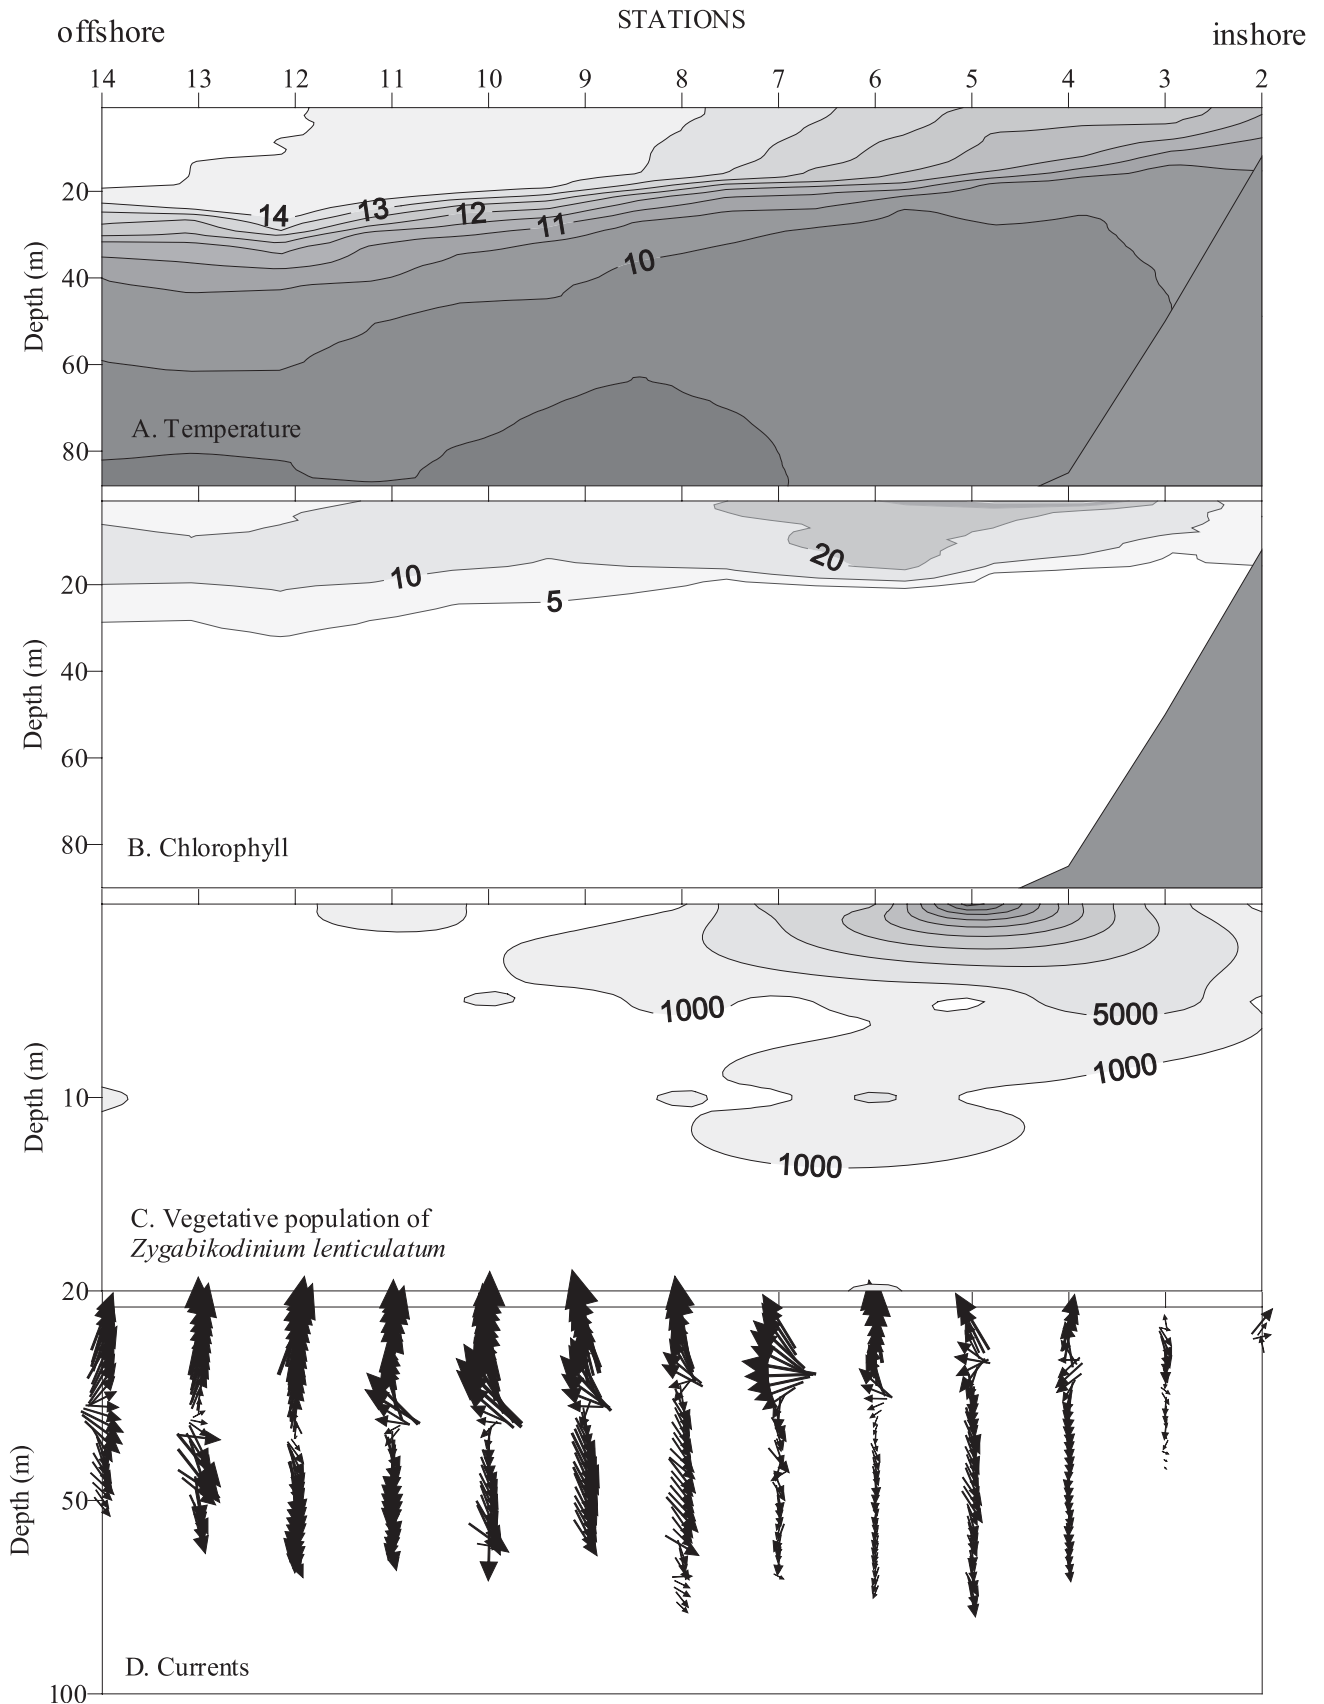 STATIONS
offshore
inshore
14 13 12 11 10 9 8 7 6 5 4 3 2
20
40
60
80
Depth (m)
14
13
12
11
10
A. Temperature
20
40
60
80
Depth (m)
20
10
5
B. Chlorophyll
10
20
Depth (m)
1000
5000
1000
1000
C. Vegetative population of
Zygabikodinium lenticulatum
50
100
Depth (m)
D. Currents